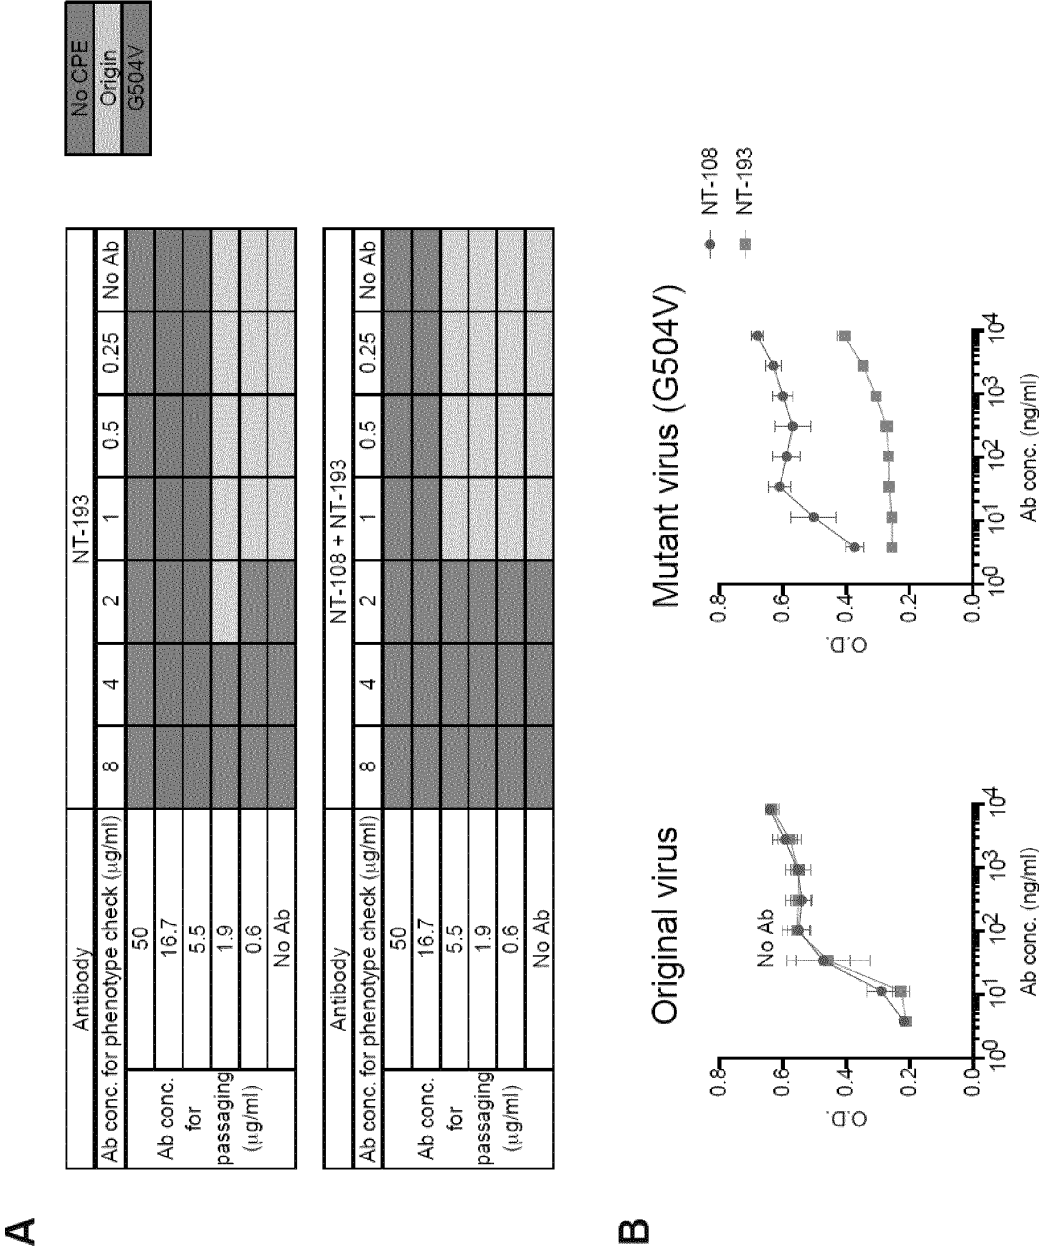 A
No CPE
Origin
G504V
Antibody NT-193
Ab conc. for phenotype check (μg/ml) 8 4 2 1 0.5 0.25 No Ab
Ab conc. for passaging (μg/ml)
50
16.7
5.5
1.9
0.6
No Ab
Antibody NT-108 + NT-193
Ab conc. for phenotype check (μg/ml) 8 4 2 1 0.5 0.25 No Ab
Ab conc. for passaging (μg/ml)
50
16.7
5.5
1.9
0.6
No Ab
B
Original virus
0.8
0.6
0.4
0.2
0.0
O.D.
No Ab
10⁰ 10¹ 10² 10³ 10⁴
Ab conc. (ng/ml)
Mutant virus (G504V)
0.8
0.6
0.4
0.2
0.0
O.D.
10⁰ 10¹ 10² 10³ 10⁴
Ab conc. (ng/ml)
NT-108
NT-193